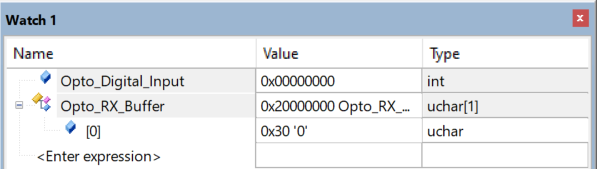 Watch 1
Name Value Type
Opto_Digital_Input 0x00000000 int
Opto_RX_Buffer 0x20000000 Opto_RX_... uchar[1]
[0] 0x30 '0' uchar
<Enter expression>